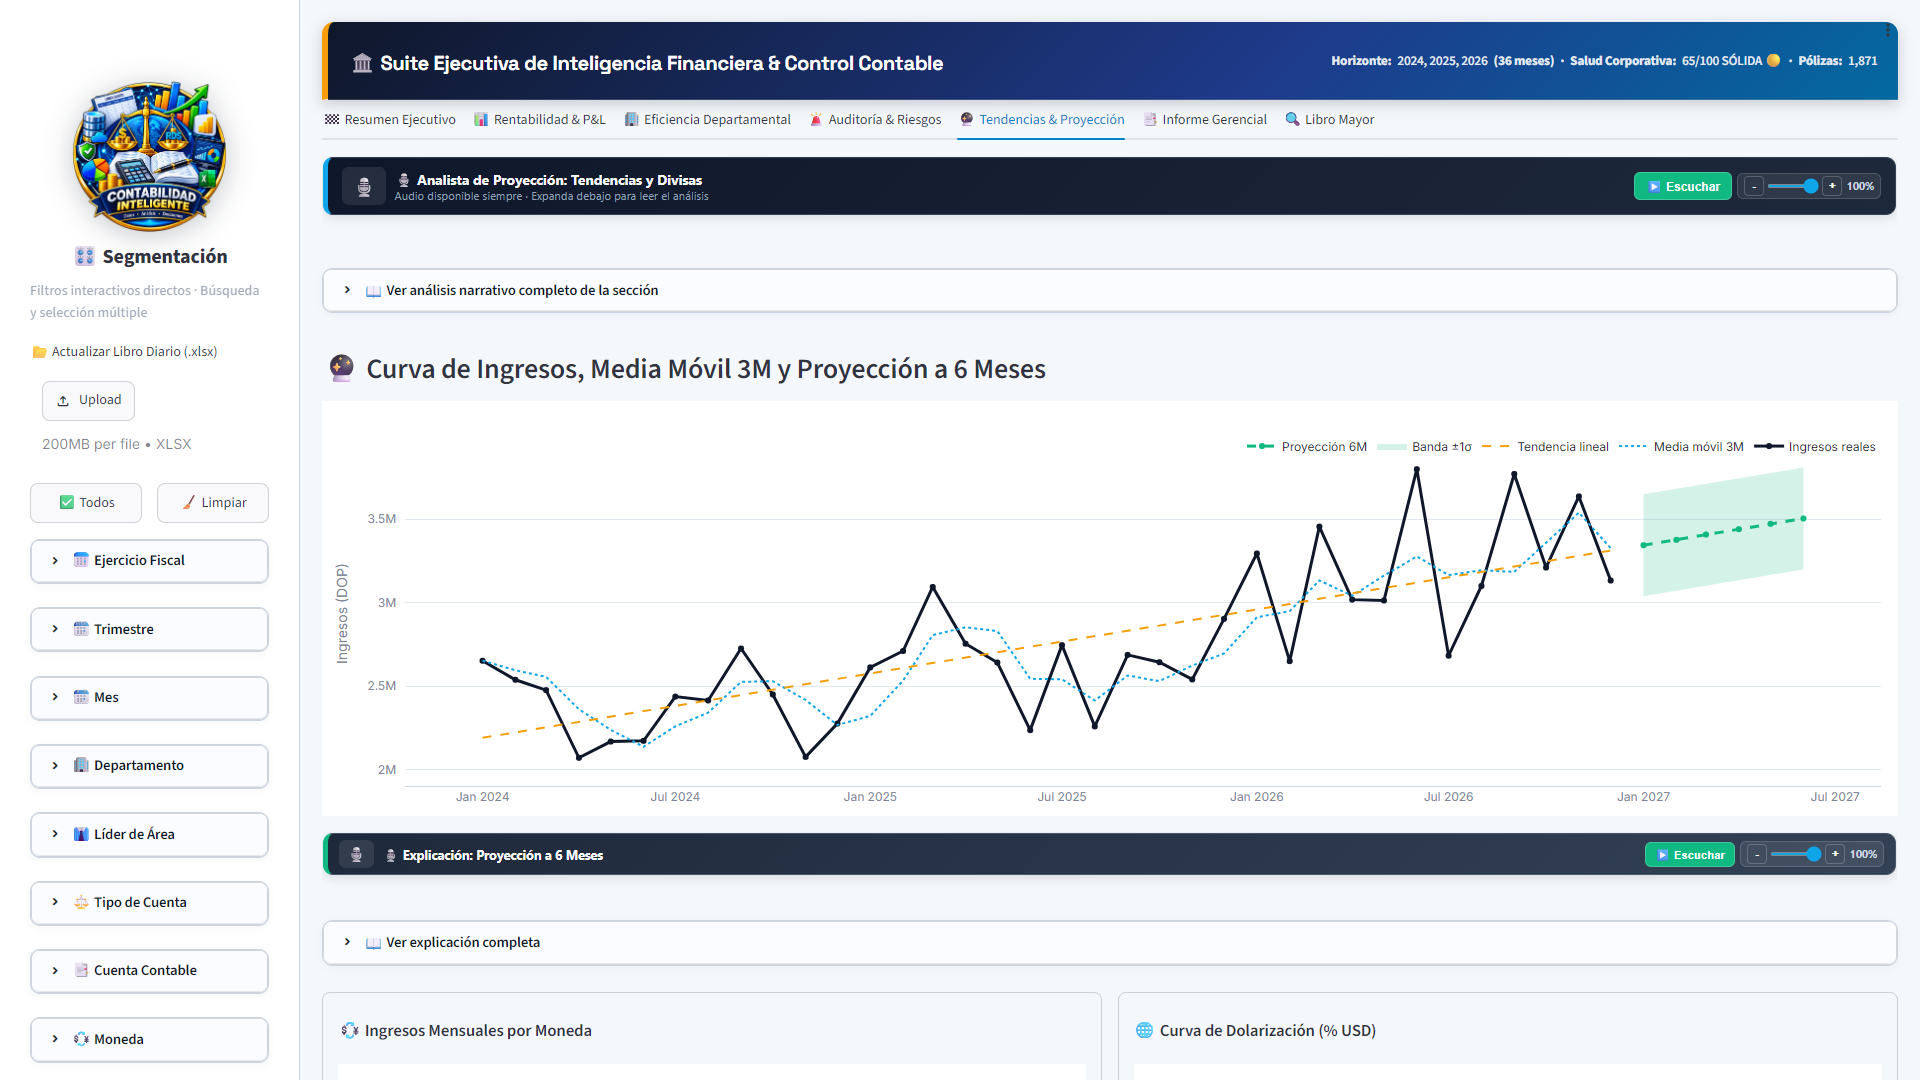 CONTABILIDAD
INTELIGENTE
Segmentación
Filtros interactivos directos · Búsqueda
y selección múltiple
Actualizar Libro Diario (.xlsx)
Upload
200MB per file • XLSX
Todos
Limpiar
Ejercicio Fiscal
Trimestre
Mes
Departamento
Líder de Área
Tipo de Cuenta
Cuenta Contable
Moneda
Suite Ejecutiva de Inteligencia Financiera & Control Contable
Horizonte: 2024, 2025, 2026 (36 meses) • Salud Corporativa: 65/100 SÓLIDA • Pólizas: 1,871
Resumen Ejecutivo
Rentabilidad & P&L
Eficiencia Departamental
Auditoría & Riesgos
Tendencias & Proyección
Informe Gerencial
Libro Mayor
Analista de Proyección: Tendencias y Divisas
Audio disponible siempre · Expanda debajo para leer el análisis
Escuchar
- + 100%
Ver análisis narrativo completo de la sección
Curva de Ingresos, Media Móvil 3M y Proyección a 6 Meses
Proyección 6M
Banda ±1σ
Tendencia lineal
Media móvil 3M
Ingresos reales
Ingresos (DOP)
3.5M
3M
2.5M
2M
Jan 2024
Jul 2024
Jan 2025
Jul 2025
Jan 2026
Jul 2026
Jan 2027
Jul 2027
Explicación: Proyección a 6 Meses
Escuchar
- + 100%
Ver explicación completa
Ingresos Mensuales por Moneda
Curva de Dolarización (% USD)